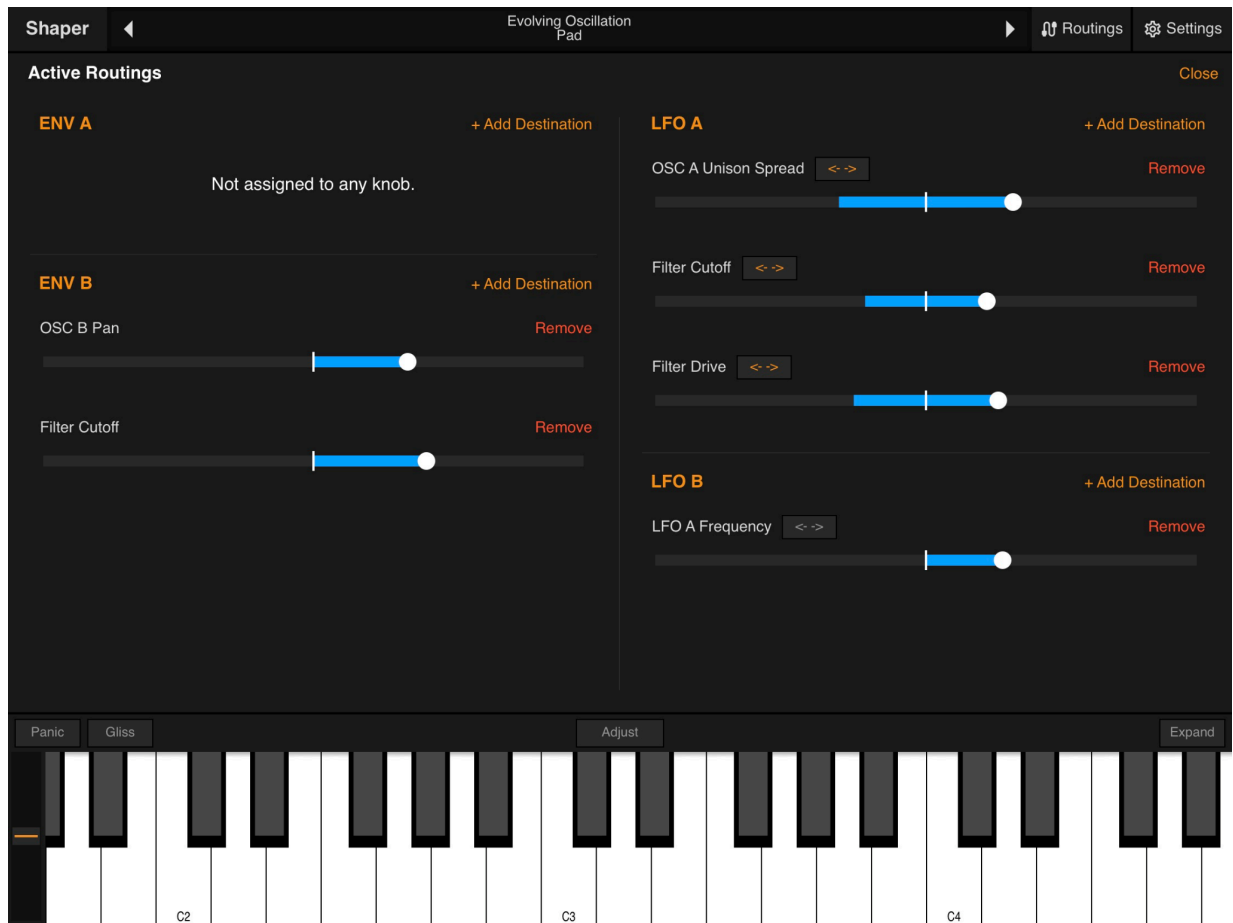 Shaper
Evolving Oscillation
Pad
Routings
Settings
Active Routings
Close
ENV A
+ Add Destination
Not assigned to any knob.
ENV B
+ Add Destination
OSC B Pan
Remove
Filter Cutoff
Remove
LFO A
+ Add Destination
OSC A Unison Spread <- ->
Remove
Filter Cutoff <- ->
Remove
Filter Drive <- ->
Remove
LFO B
+ Add Destination
LFO A Frequency <- ->
Remove
Panic
Gliss
Adjust
Expand
C2
C3
C4